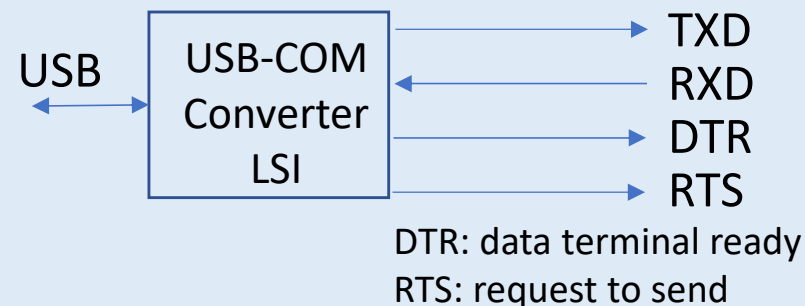 USB
USB-COM
Converter
LSI
TXD
RXD
DTR
RTS
DTR: data terminal ready
RTS: request to send